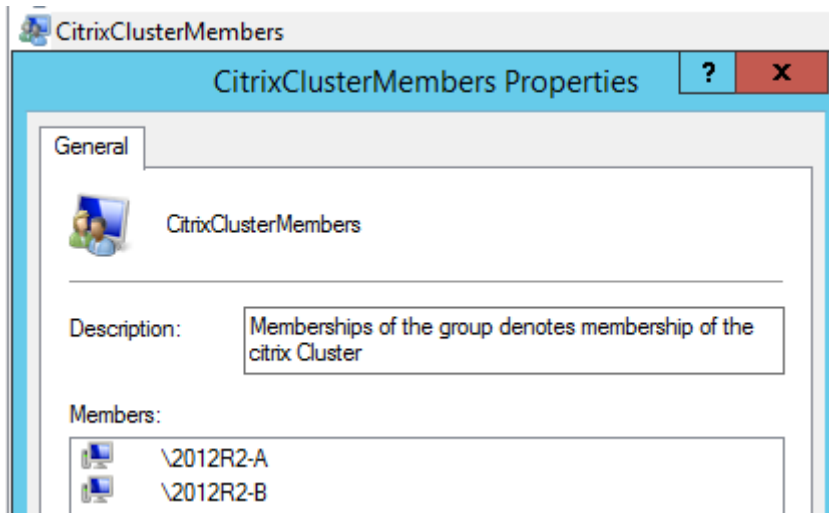 CitrixClusterMembers
CitrixClusterMembers Properties
?
x
General
CitrixClusterMembers
Description:
Memberships of the group denotes membership of the
citrix Cluster
Members:
\2012R2-A
\2012R2-B